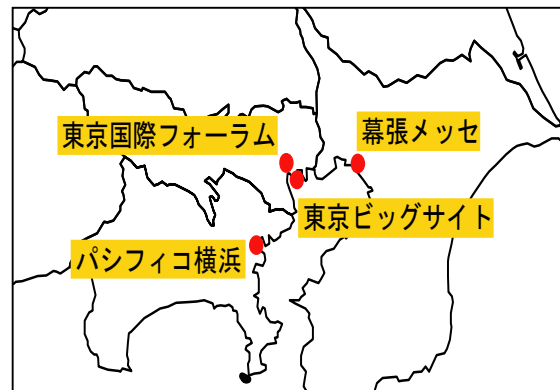 東京国際フォーラム
幕張メッセ
東京ビッグサイト
パシフィコ横浜